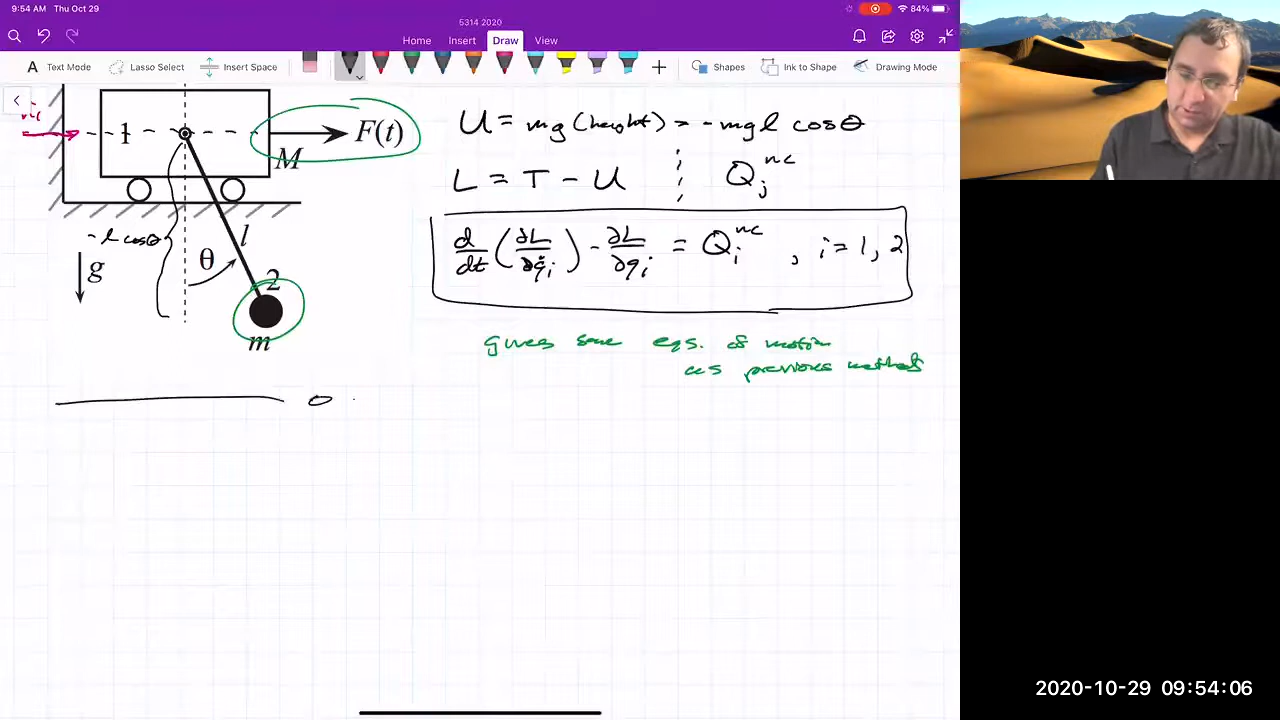 9:54 AM Thu Oct 29
84%
5314 2020
Home Insert Draw View
A Text Mode Lasso Select Insert Space Shapes Ink to Shape Drawing Mode
1
F(t)
M
-l cosθ
g
θ
l
2
m
U = mg (height) = -mgl cosθ
L = T - U ¦ Q_j^{nc}
d/dt (∂L/∂q̇_i) - ∂L/∂q_i = Q_i^{nc} , i = 1, 2
gives same eqs. of motion
as previous methods
2020-10-29 09:54:06